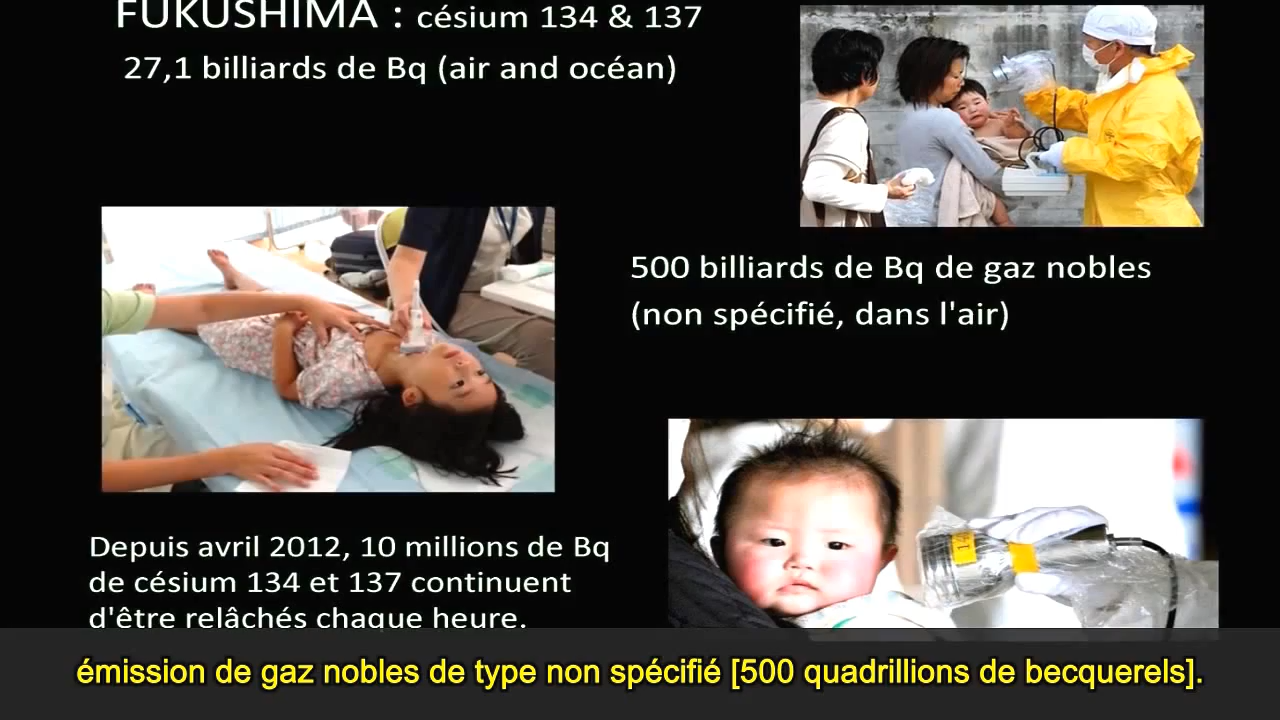 FUKUSHIMA : césium 134 & 137
27,1 billiards de Bq (air and océan)
500 billiards de Bq de gaz nobles
(non spécifié, dans l'air)
Depuis avril 2012, 10 millions de Bq
de césium 134 et 137 continuent
d'être relâchés chaque heure.
émission de gaz nobles de type non spécifié [500 quadrillions de becquerels].